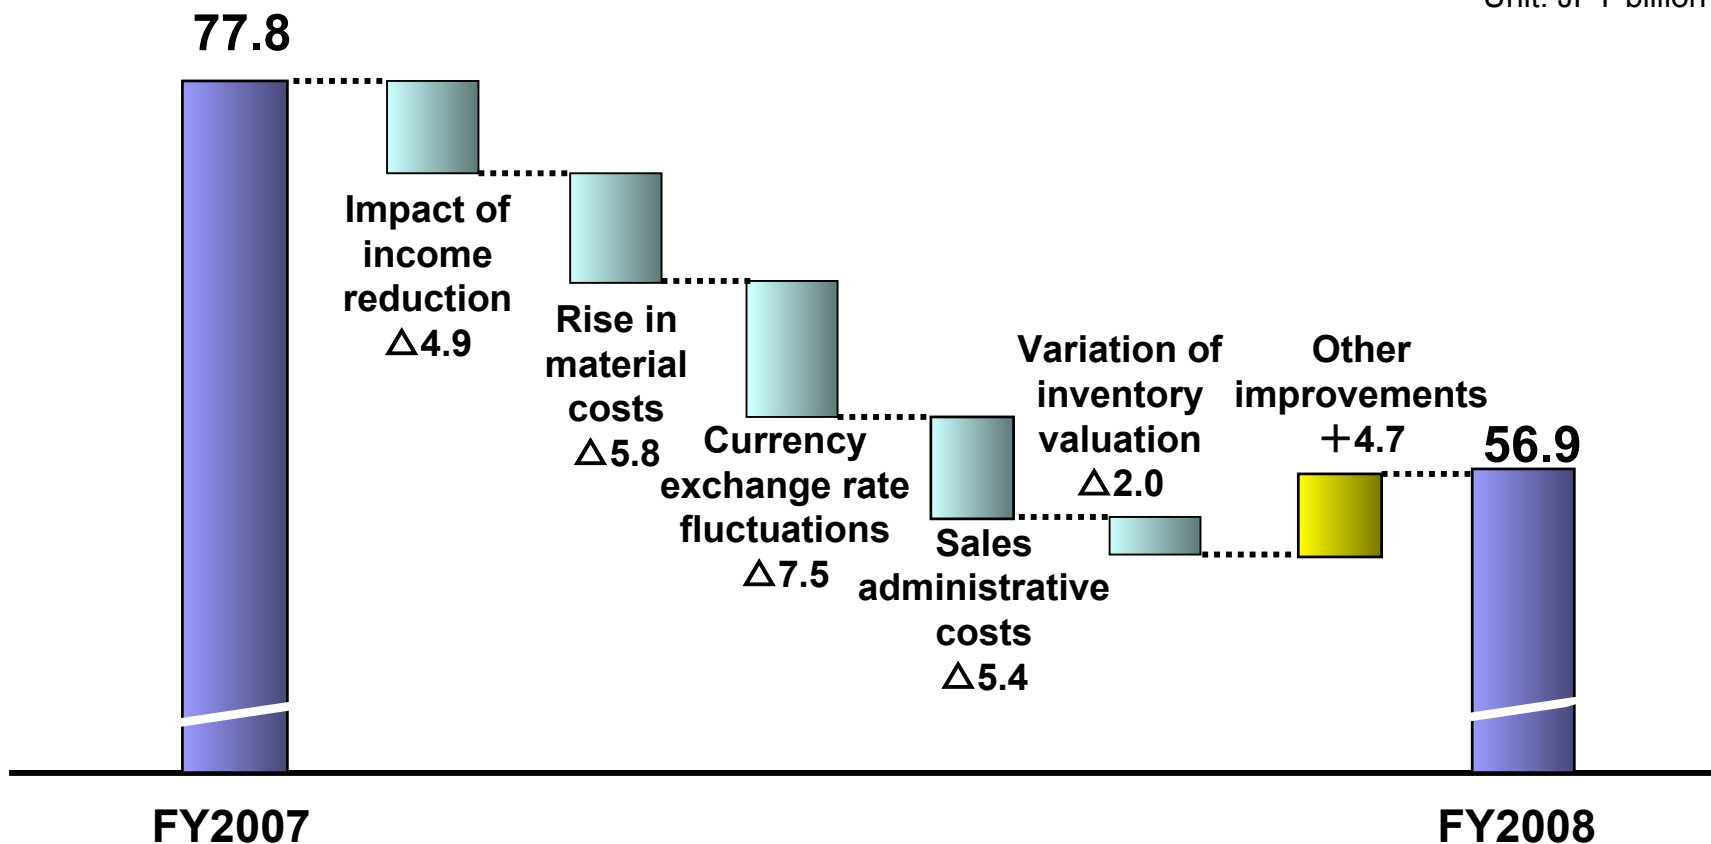 77.8
Impact of
income
reduction
△4.9
Rise in
material
costs
△5.8
Currency
exchange rate
fluctuations
△7.5
Sales
administrative
costs
△5.4
Variation of
inventory
valuation
△2.0
Other
improvements
+4.7
56.9
FY2007
FY2008